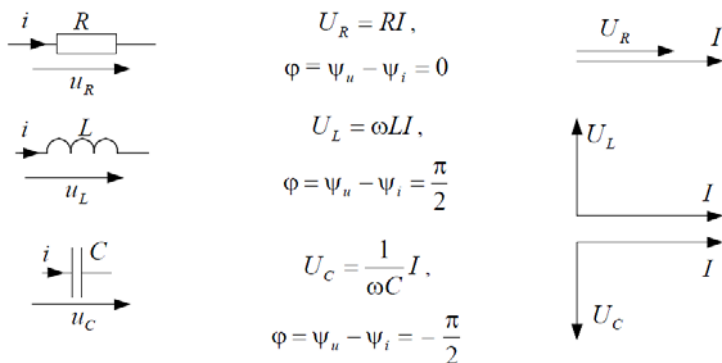 i R U_R = RI, U_R I
u_R φ = ψ_u − ψ_i = 0
i L U_L = ωLI, U_L
u_L φ = ψ_u − ψ_i = π/2 I
i C U_C = 1/(ωC) I, I
u_C φ = ψ_u − ψ_i = − π/2 U_C